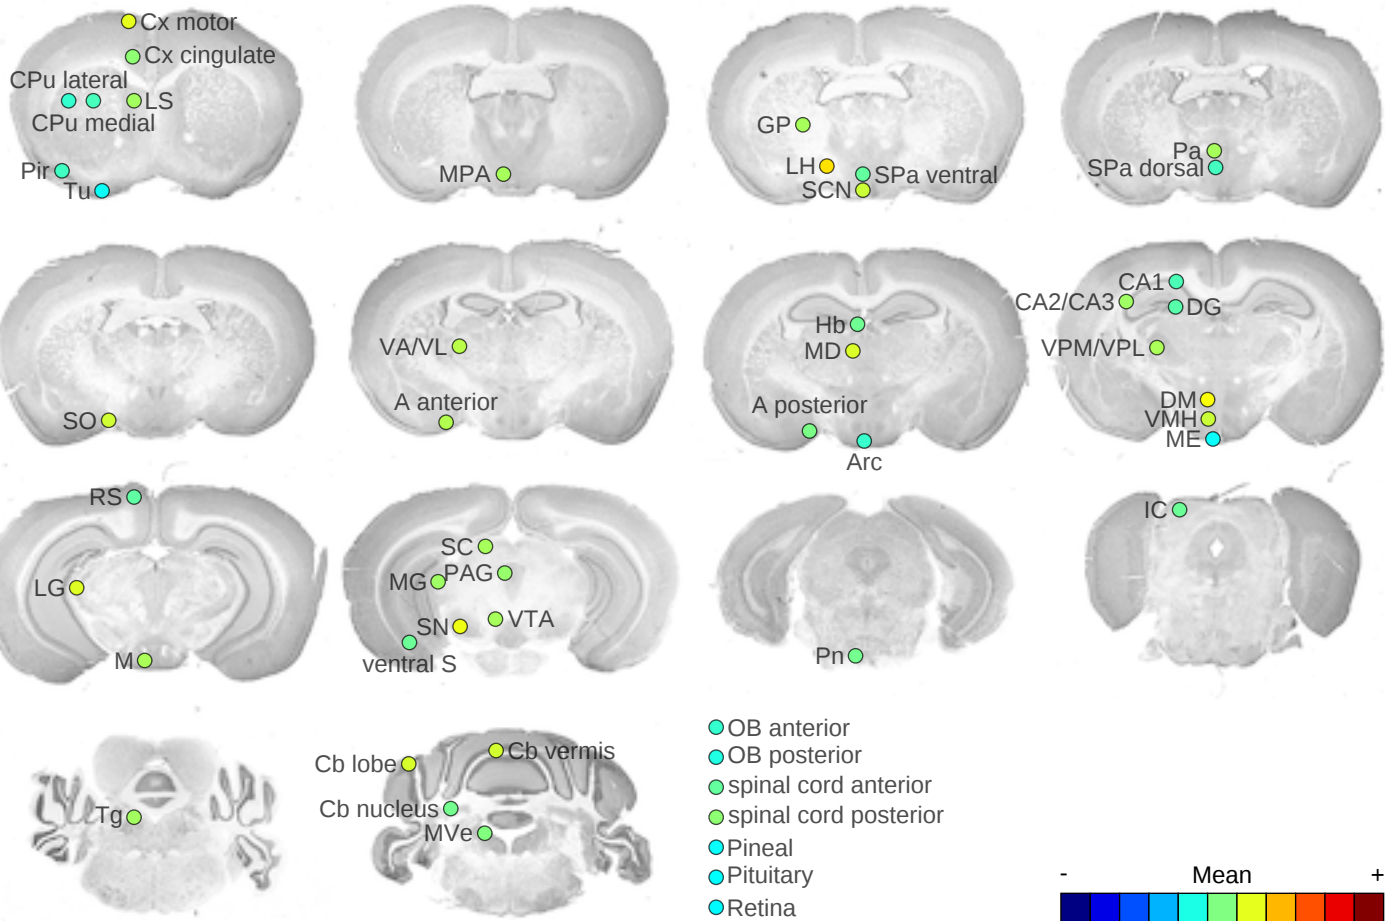 Cx motor
Cx cingulate
CPu lateral
LS
CPu medial
Pir
Tu
MPA
GP
LH
SPa ventral
SCN
Pa
SPa dorsal
SO
VA/VL
A anterior
Hb
MD
A posterior
Arc
CA1
CA2/CA3
DG
VPM/VPL
DM
VMH
ME
RS
LG
M
SC
MG
PAG
SN
VTA
ventral S
Pn
IC
Tg
Cb lobe
Cb vermis
Cb nucleus
MVe
OB anterior
OB posterior
spinal cord anterior
spinal cord posterior
Pineal
Pituitary
Retina
- Mean +